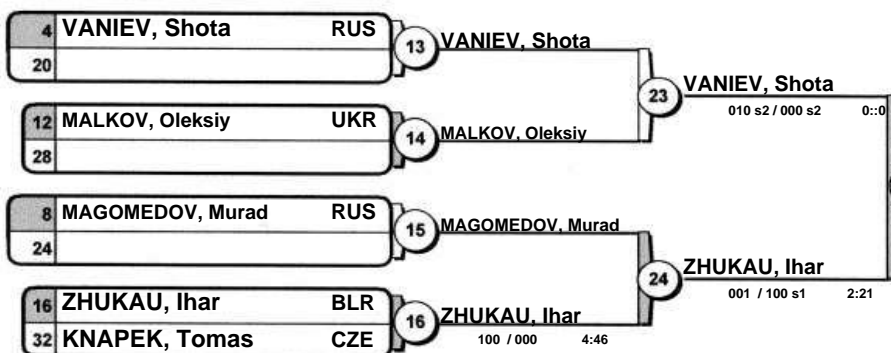 4 VANIEV, Shota RUS
20
13
VANIEV, Shota
23
VANIEV, Shota
010 s2 / 000 s2 0::0
12 MALKOV, Oleksiy UKR
28
14
MALKOV, Oleksiy
8 MAGOMEDOV, Murad RUS
24
15
MAGOMEDOV, Murad
24
ZHUKAU, Ihar
001 / 100 s1 2:21
16 ZHUKAU, Ihar BLR
32 KNAPEK, Tomas CZE
16
ZHUKAU, Ihar
100 / 000 4:46